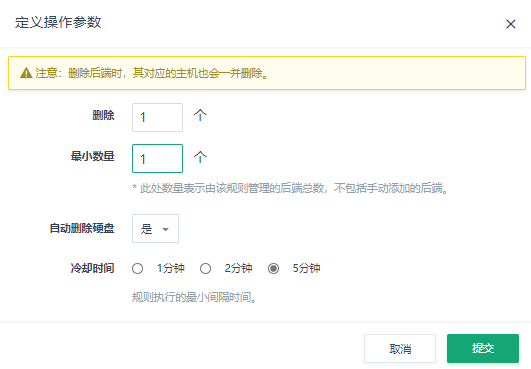 定义操作参数
注意：删除后端时，其对应的主机也会一并删除。
删除 1 个
最小数量 1 个
* 此处数量表示由该规则管理的后端总数，不包括手动添加的后端。
自动删除硬盘 是
冷却时间 1分钟 2分钟 5分钟
规则执行的最小间隔时间。
取消 提交